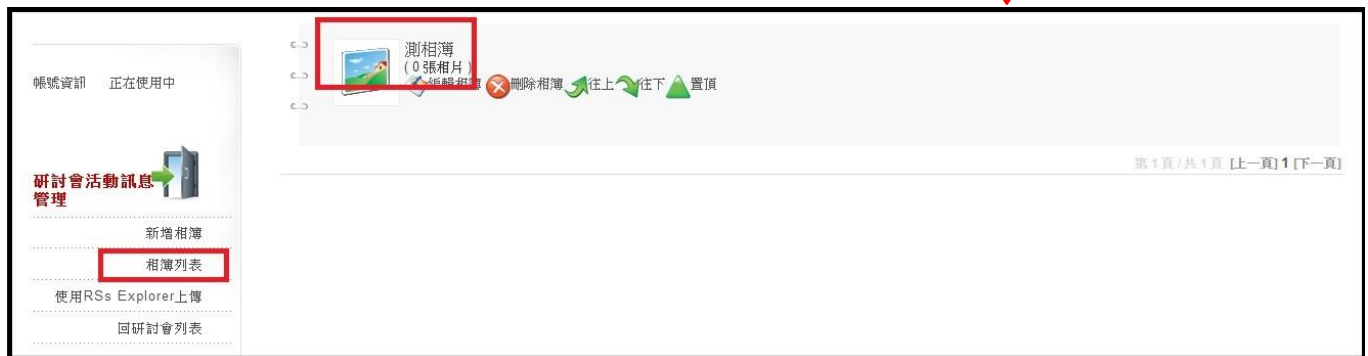 帳號資訊 正在使用中
研討會活動訊息
管理
新增相簿
相簿列表
使用RSs Explorer上傳
回研討會列表
測相簿
(0張相片)
編輯相簿 刪除相簿 往上 往下 置頂
第1頁/共1頁 [上一頁] 1 [下一頁]